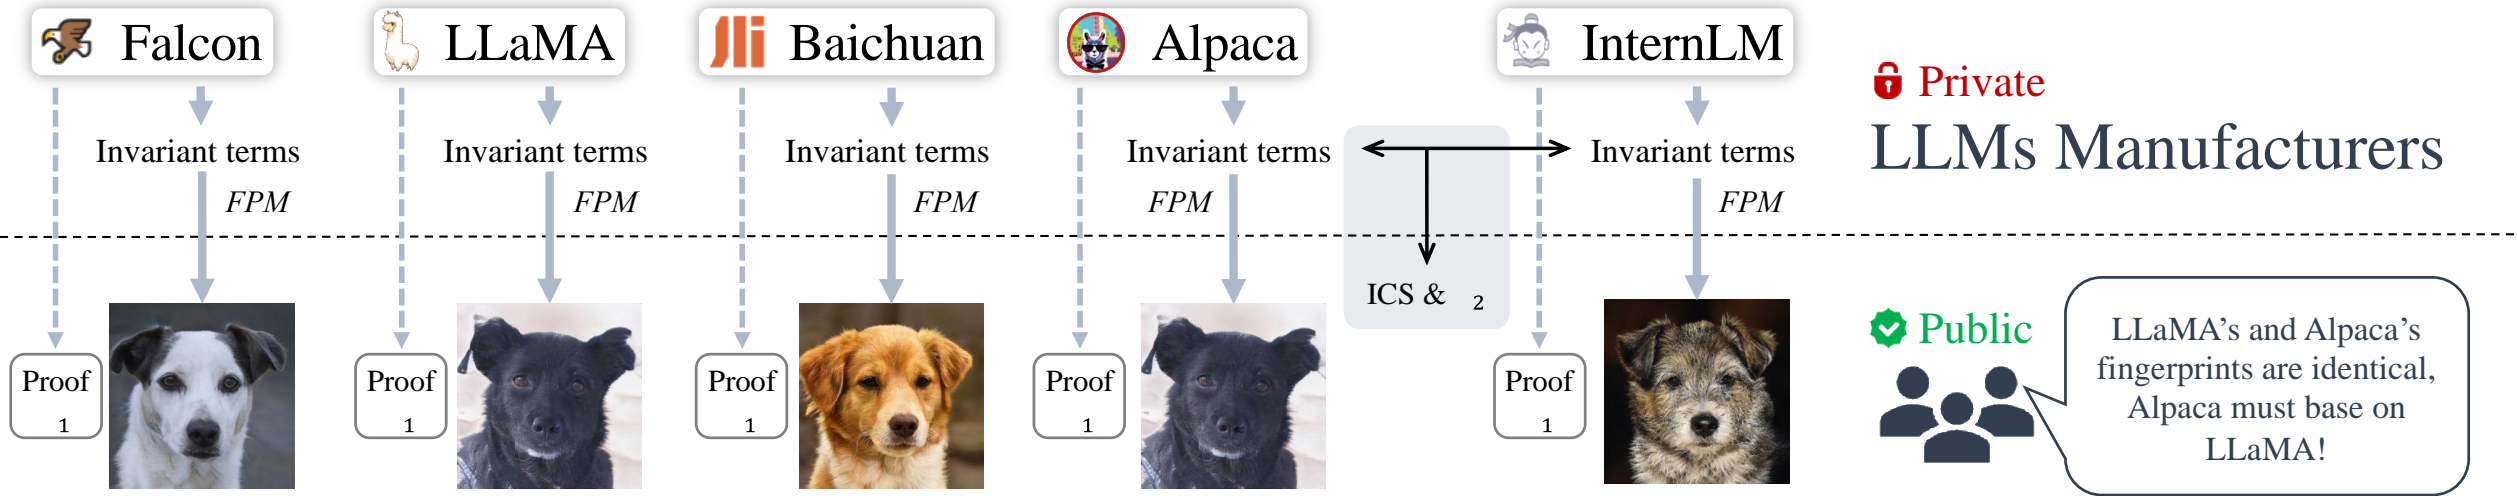 Falcon
LLaMA
Baichuan
Alpaca
InternLM
Private
LLMs Manufacturers
Invariant terms
Invariant terms
Invariant terms
Invariant terms
Invariant terms
FPM
FPM
FPM
FPM
FPM
ICS & 2
Public
LLaMA’s and Alpaca’s
fingerprints are identical,
Alpaca must base on
LLaMA!
Proof
1
Proof
1
Proof
1
Proof
1
Proof
1